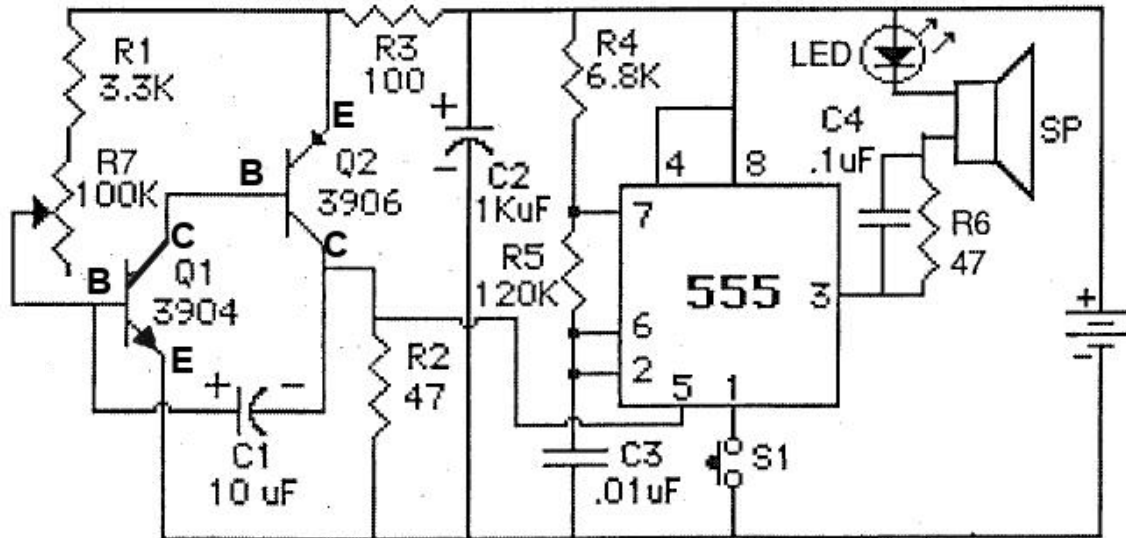 R1
3.3K
R3
100
R4
6.8K
LED
SP
C4
.1uF
+
E
Q2
3906
B
R7
100K
C
Q1
3904
B
E
C
-
C2
1KuF
4
8
7
R5
120K
555
3
R6
47
6
2
5
1
R2
47
+
-
C1
10 uF
C3
.01uF
S1
+
-